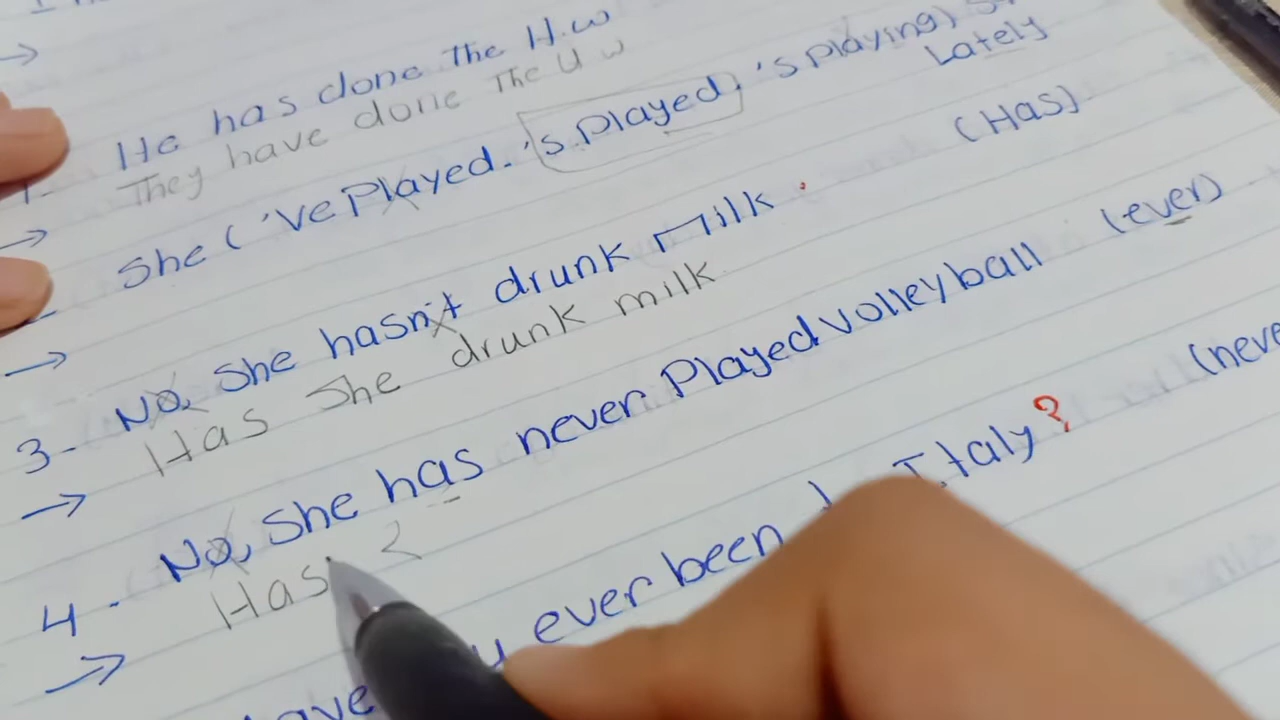 He has done the H.w
They have done The H w
She ('ve Played. 's Played, 's playing)
Lately
3- No, She hasn't drunk milk. (Has)
→ Has She drunk milk
4- No, She has never Played volleyball (ever)
→ Has
ever been Italy? (never